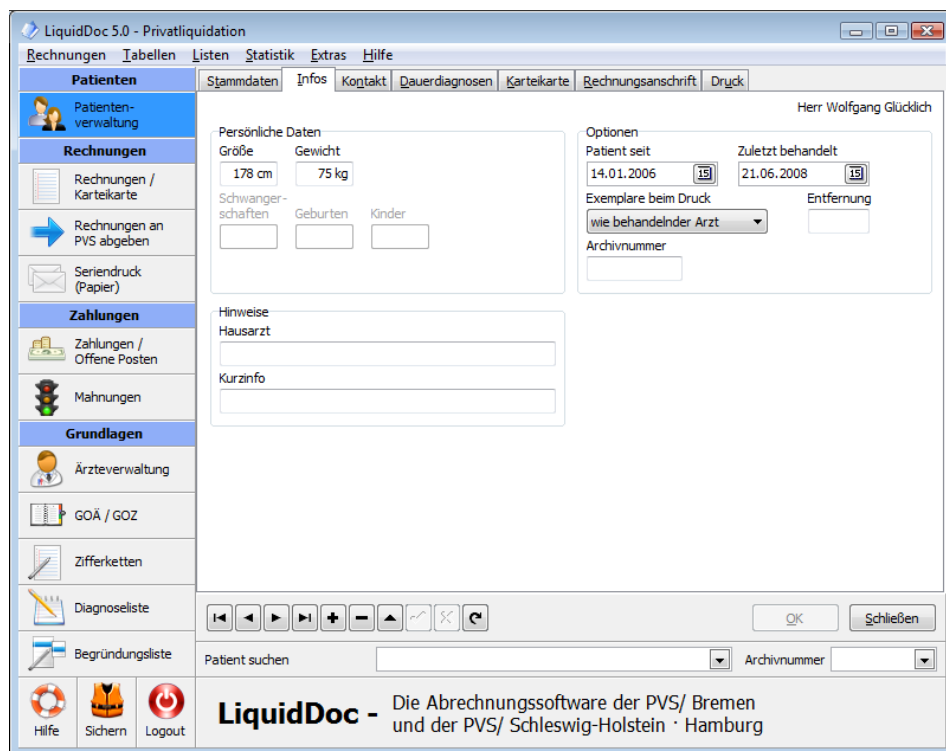 LiquidDoc 5.0 - Privatliquidation
Rechnungen Tabellen Listen Statistik Extras Hilfe
Patienten
Patienten-
verwaltung
Rechnungen
Rechnungen /
Karteikarte
Rechnungen an
PVS abgeben
Seriendruck
(Papier)
Zahlungen
Zahlungen /
Offene Posten
Mahnungen
Grundlagen
Ärzteverwaltung
GOÄ / GOZ
Zifferketten
Diagnoseliste
Begründungsliste
Hilfe Sichern Logout
Stammdaten Infos Kontakt Dauerdiagnosen Karteikarte Rechnungsanschrift Druck
Herr Wolfgang Glücklich
Persönliche Daten
Größe Gewicht
178 cm 75 kg
Schwanger-
schaften Geburten Kinder
Optionen
Patient seit Zuletzt behandelt
14.01.2006 15 21.06.2008 15
Exemplare beim Druck Entfernung
wie behandelnder Arzt
Archivnummer
Hinweise
Hausarzt
Kurzinfo
OK Schließen
Patient suchen Archivnummer
LiquidDoc - Die Abrechnungssoftware der PVS/ Bremen
und der PVS/ Schleswig-Holstein · Hamburg